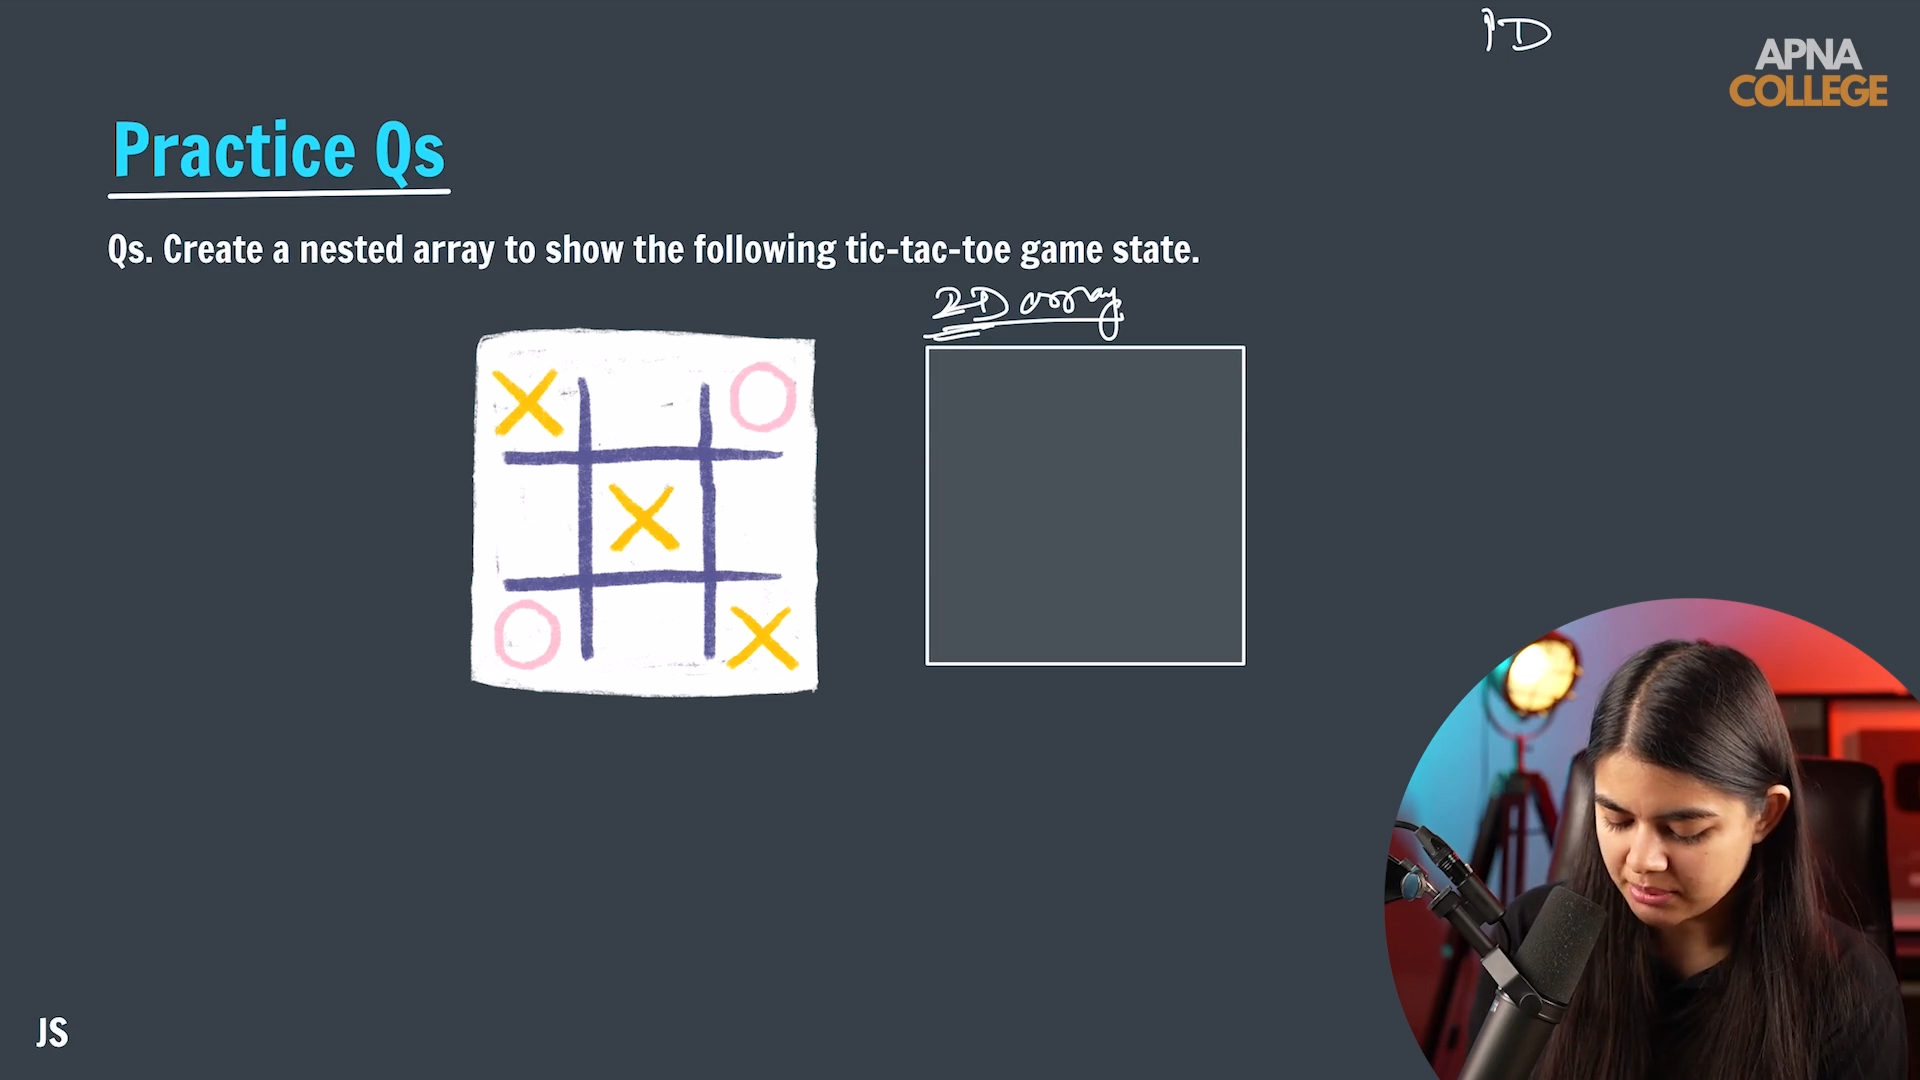 1D
APNA
COLLEGE
Practice Qs
Qs. Create a nested array to show the following tic-tac-toe game state.
2D array
X O
X
O X
JS